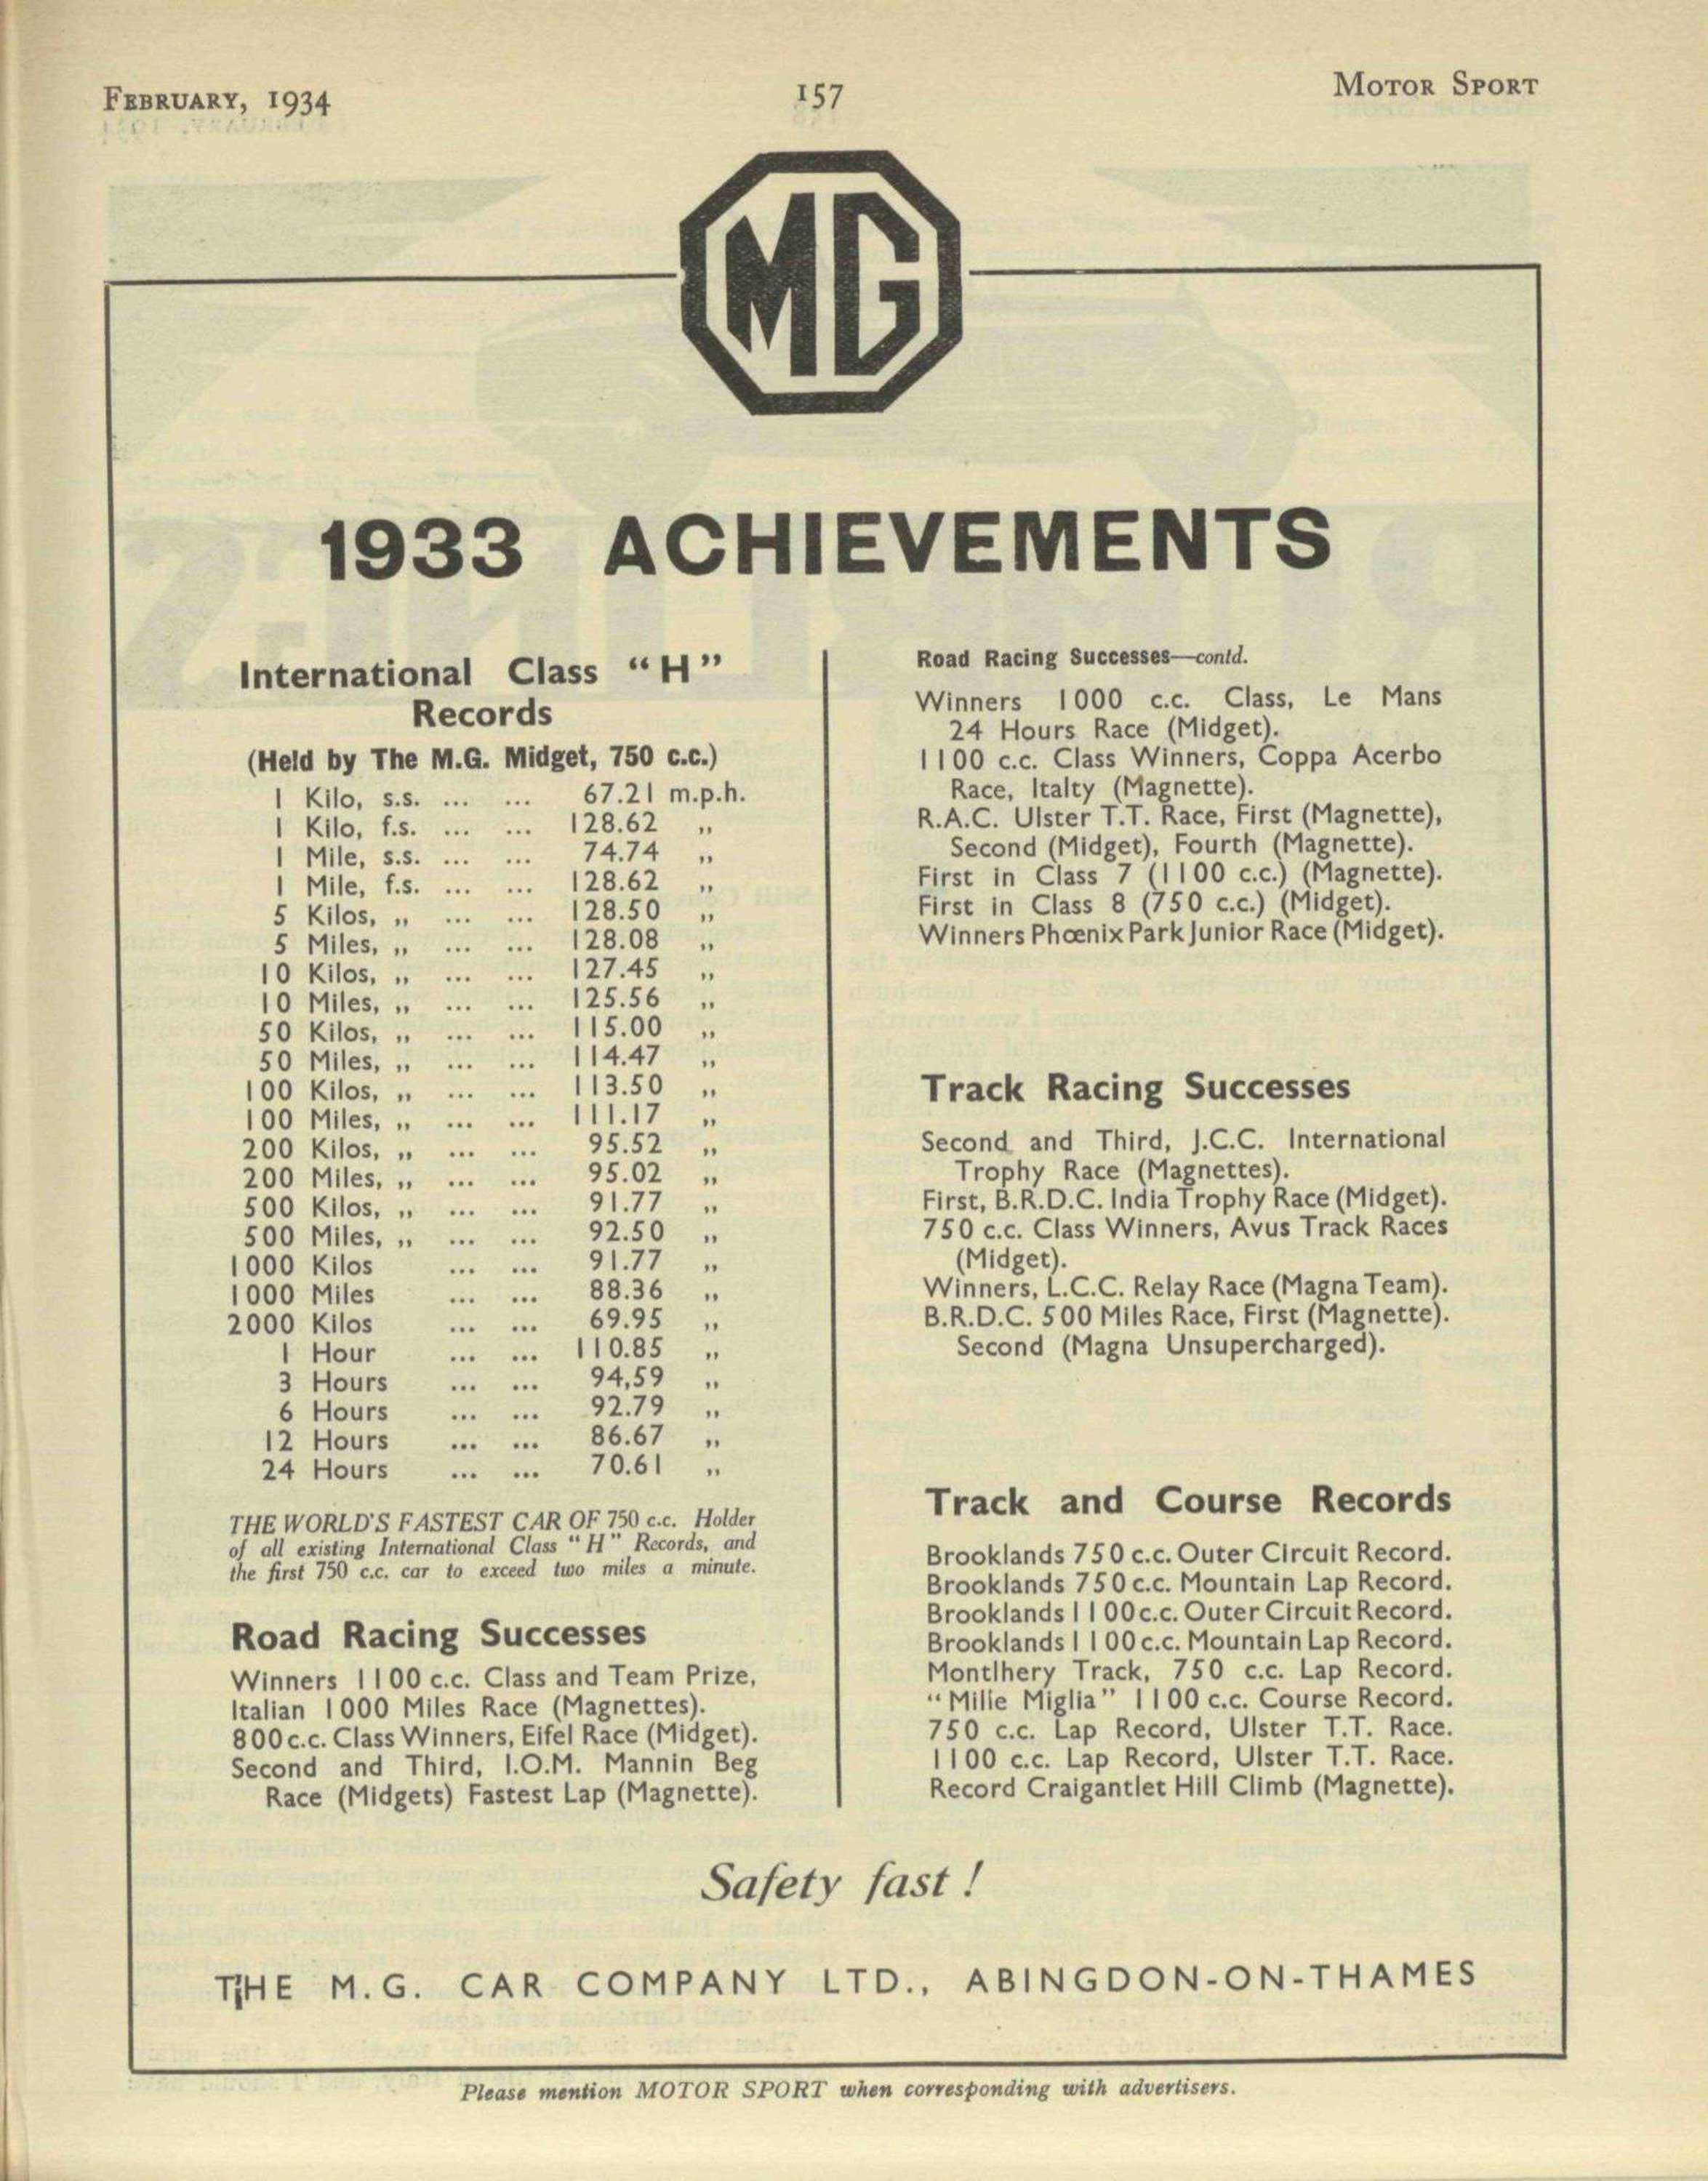 FEBRUARY, 1934
157
MOTOR SPORT
MG
1933 ACHIEVEMENTS
International Class “H”
Records
(Held by The M.G. Midget, 750 c.c.)
1 Kilo, s.s. ... ... 67.21 m.p.h.
1 Kilo, f.s. ... ... 128.62 ,,
1 Mile, s.s. ... ... 74.74 ,,
1 Mile, f.s. ... ... 128.62 ,,
5 Kilos, ,, ... ... 128.50 ,,
5 Miles, ,, ... ... 128.08 ,,
10 Kilos, ,, ... ... 127.45 ,,
10 Miles, ,, ... ... 125.56 ,,
50 Kilos, ,, ... ... 115.00 ,,
50 Miles, ,, ... ... 114.47 ,,
100 Kilos, ,, ... ... 113.50 ,,
100 Miles, ,, ... ... 111.17 ,,
200 Kilos, ,, ... ... 95.52 ,,
200 Miles, ,, ... ... 95.02 ,,
500 Kilos, ,, ... ... 91.77 ,,
500 Miles, ,, ... ... 92.50 ,,
1000 Kilos ... ... 91.77 ,,
1000 Miles ... ... 88.36 ,,
2000 Kilos ... ... 69.95 ,,
1 Hour ... ... 110.85 ,,
3 Hours ... ... 94,59 ,,
6 Hours ... ... 92.79 ,,
12 Hours ... ... 86.67 ,,
24 Hours ... ... 70.61 ,,
THE WORLD'S FASTEST CAR OF 750 c.c. Holder
of all existing International Class “H” Records, and
the first 750 c.c. car to exceed two miles a minute.
Road Racing Successes
Winners 1100 c.c. Class and Team Prize,
Italian 1000 Miles Race (Magnettes).
800 c.c. Class Winners, Eifel Race (Midget).
Second and Third, I.O.M. Mannin Beg
Race (Midgets) Fastest Lap (Magnette).
Road Racing Successes—contd.
Winners 1000 c.c. Class, Le Mans
24 Hours Race (Midget).
1100 c.c. Class Winners, Coppa Acerbo
Race, Italty (Magnette).
R.A.C. Ulster T.T. Race, First (Magnette),
Second (Midget), Fourth (Magnette).
First in Class 7 (1100 c.c.) (Magnette).
First in Class 8 (750 c.c.) (Midget).
Winners Phœnix Park Junior Race (Midget).
Track Racing Successes
Second and Third, J.C.C. International
Trophy Race (Magnettes).
First, B.R.D.C. India Trophy Race (Midget).
750 c.c. Class Winners, Avus Track Races
(Midget).
Winners, L.C.C. Relay Race (Magna Team).
B.R.D.C. 500 Miles Race, First (Magnette).
Second (Magna Unsupercharged).
Track and Course Records
Brooklands 750 c.c. Outer Circuit Record.
Brooklands 750 c.c. Mountain Lap Record.
Brooklands 1100 c.c. Outer Circuit Record.
Brooklands 1100 c.c. Mountain Lap Record.
Montlhery Track, 750 c.c. Lap Record.
“Millie Miglia” 1100 c.c. Course Record.
750 c.c. Lap Record, Ulster T.T. Race.
1100 c.c. Lap Record, Ulster T.T. Race.
Record Craigantlet Hill Climb (Magnette).
Safety fast !
THE M.G. CAR COMPANY LTD., ABINGDON-ON-THAMES
Please mention MOTOR SPORT when corresponding with advertisers.